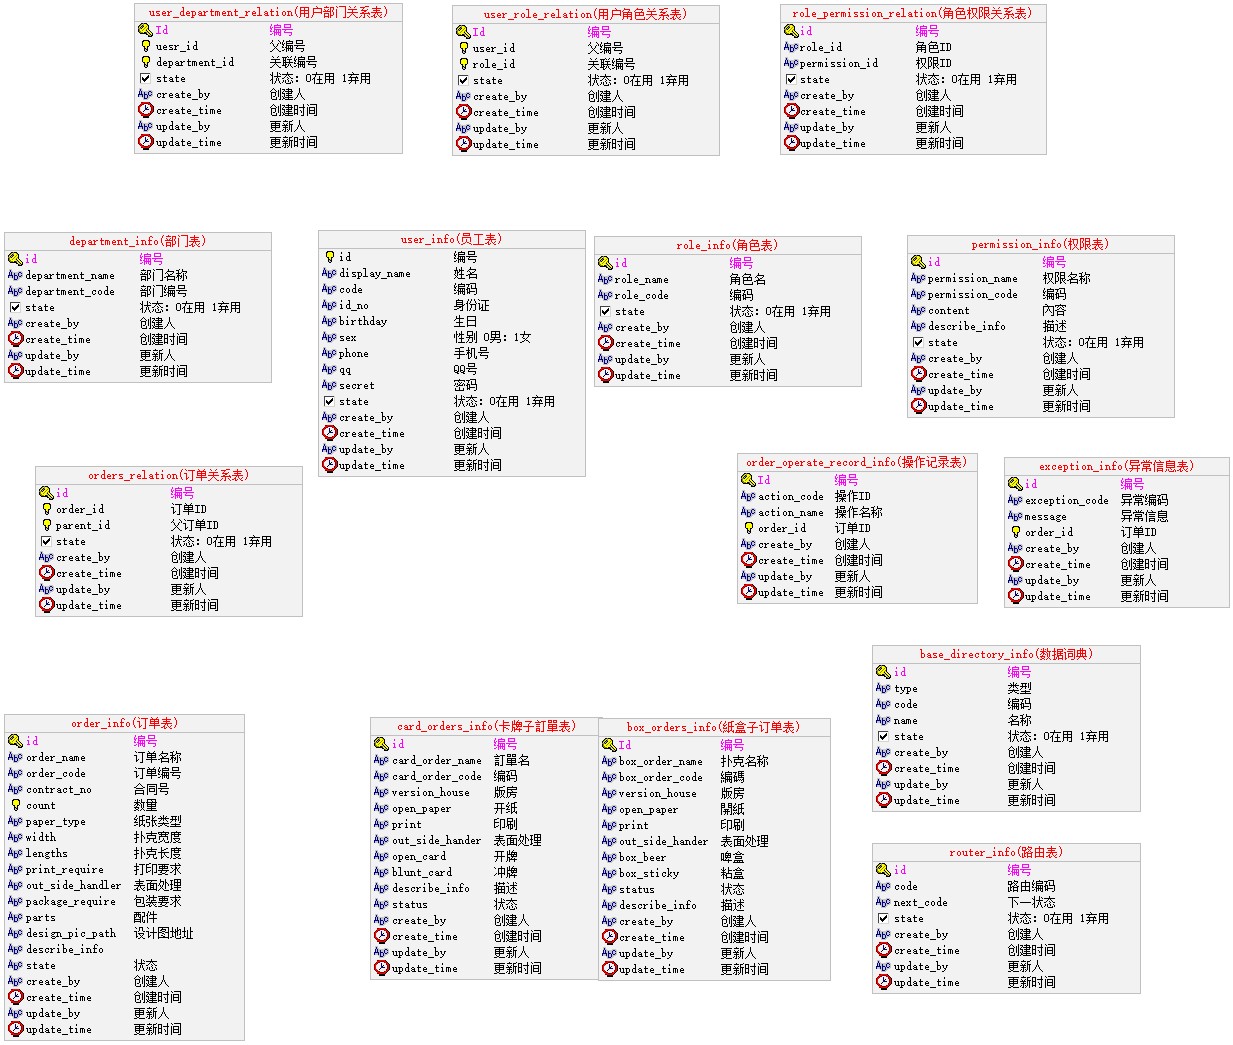 user_department_relation(用户部门关系表)
Id 编号
uesr_id 父编号
department_id 关联编号
state 状态：0在用 1弃用
create_by 创建人
create_time 创建时间
update_by 更新人
update_time 更新时间
user_role_relation(用户角色关系表)
Id 编号
user_id 父编号
role_id 关联编号
state 状态：0在用 1弃用
create_by 创建人
create_time 创建时间
update_by 更新人
update_time 更新时间
role_permission_relation(角色权限关系表)
id 编号
role_id 角色ID
permission_id 权限ID
state 状态：0在用 1弃用
create_by 创建人
create_time 创建时间
update_by 更新人
update_time 更新时间
department_info(部门表)
id 编号
department_name 部门名称
department_code 部门编号
state 状态：0在用 1弃用
create_by 创建人
create_time 创建时间
update_by 更新人
update_time 更新时间
user_info(员工表)
id 编号
display_name 姓名
code 编码
id_no 身份证
birthday 生日
sex 性别 0男：1女
phone 手机号
qq QQ号
secret 密码
state 状态：0在用 1弃用
create_by 创建人
create_time 创建时间
update_by 更新人
update_time 更新时间
role_info(角色表)
id 编号
role_name 角色名
role_code 编码
state 状态：0在用 1弃用
create_by 创建人
create_time 创建时间
update_by 更新人
update_time 更新时间
permission_info(权限表)
id 编号
permission_name 权限名称
permission_code 编码
content 内容
describe_info 描述
state 状态：0在用 1弃用
create_by 创建人
create_time 创建时间
update_by 更新人
update_time 更新时间
orders_relation(订单关系表)
id 编号
order_id 订单ID
parent_id 父订单ID
state 状态：0在用 1弃用
create_by 创建人
create_time 创建时间
update_by 更新人
update_time 更新时间
order_operate_record_info(操作记录表)
Id 编号
action_code 操作ID
action_name 操作名称
order_id 订单ID
create_by 创建人
create_time 创建时间
update_by 更新人
update_time 更新时间
exception_info(异常信息表)
id 编号
exception_code 异常编码
message 异常信息
order_id 订单ID
create_by 创建人
create_time 创建时间
update_by 更新人
update_time 更新时间
base_directory_info(数据词典)
id 编号
type 类型
code 编码
name 名称
state 状态：0在用 1弃用
create_by 创建人
create_time 创建时间
update_by 更新人
update_time 更新时间
order_info(订单表)
id 编号
order_name 订单名称
order_code 订单编号
contract_no 合同号
count 数量
paper_type 纸张类型
width 扑克宽度
lengths 扑克长度
print_require 打印要求
out_side_handler 表面处理
package_require 包装要求
parts 配件
design_pic_path 设计图地址
describe_info
state 状态
create_by 创建人
create_time 创建时间
update_by 更新人
update_time 更新时间
card_orders_info(卡牌子訂單表)
id 编号
card_order_name 訂單名
card_order_code 编码
version_house 版房
open_paper 开纸
print 印刷
out_side_hander 表面处理
open_card 开牌
blunt_card 冲牌
describe_info 描述
status 状态
create_by 创建人
create_time 创建时间
update_by 更新人
update_time 更新时间
box_orders_info(紙盒子订单表)
Id 编号
box_order_name 扑克名称
box_order_code 編碼
version_house 版房
open_paper 開紙
print 印刷
out_side_hander 表面处理
box_beer 啤盒
box_sticky 粘盒
status 状态
describe_info 描述
create_by 创建人
create_time 创建时间
update_by 更新人
update_time 更新时间
router_info(路由表)
id 编号
code 路由编码
next_code 下一状态
state 状态：0在用 1弃用
create_by 创建人
create_time 创建时间
update_by 更新人
update_time 更新时间